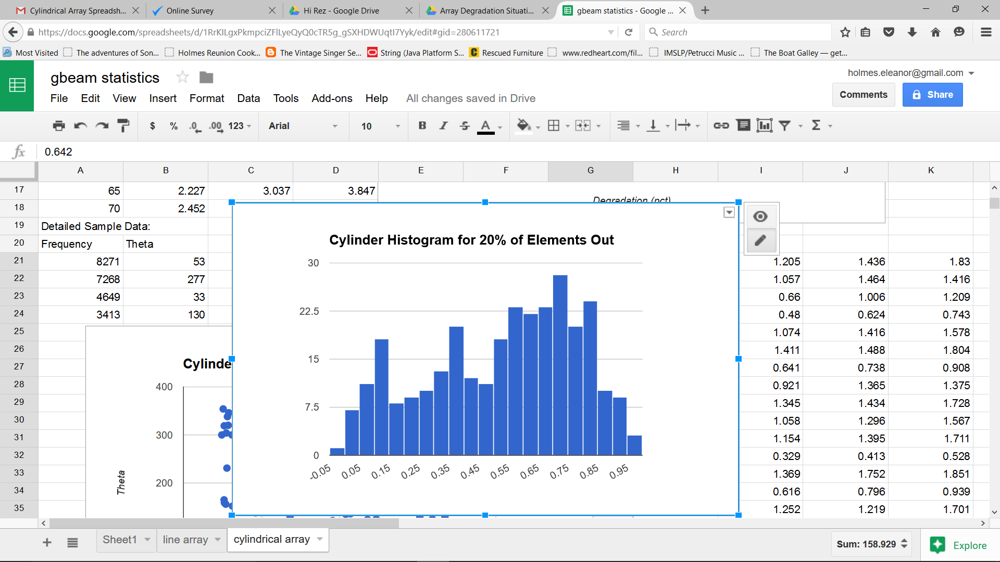 Cylindrical Array Spreadsh... Online Survey Hi Rez - Google Drive Array Degradation Situati... gbeam statistics - Google ...
https://docs.google.com/spreadsheets/d/1RrKILgxPkmpciZFlLyeQyQ0cTR5g_gSXHDWUqtI7Yyk/edit#gid=280611721 Search
Most Visited The adventures of Son... Holmes Reunion Cook... The Vintage Singer Se... String (Java Platform S... Rescued Furniture www.redheart.com/fil... IMSLP/Petrucci Music ... The Boat Galley — get...
gbeam statistics holmes.eleanor@gmail.com
File Edit View Insert Format Data Tools Add-ons Help All changes saved in Drive Comments Share
$ % .0 .00 123 Arial 10 B I S A Σ
fx 0.642
A B C D E F G H I J K
17 65 2.227 3.037 3.847 Degradation (pct)
18 70 2.452
19 Detailed Sample Data:
20 Frequency Theta
21 8271 53 1.205 1.436 1.83
22 7268 277 1.057 1.464 1.416
23 4649 33 0.66 1.006 1.209
24 3413 130 0.48 0.624 0.743
25 1.074 1.416 1.578
26 1.411 1.488 1.804
27 0.641 0.738 0.908
28 0.921 1.365 1.375
29 1.345 1.434 1.728
30 1.058 1.296 1.567
31 1.154 1.395 1.711
32 0.329 0.413 0.528
33 1.369 1.752 1.851
34 0.616 0.796 0.939
35 1.252 1.219 1.701
Cylinde
400
300
200
Theta
Cylinder Histogram for 20% of Elements Out
30
22.5
15
7.5
0
-0.05 0.05 0.15 0.25 0.35 0.45 0.55 0.65 0.75 0.85 0.95
Sheet1 line array cylindrical array Sum: 158.929 Explore